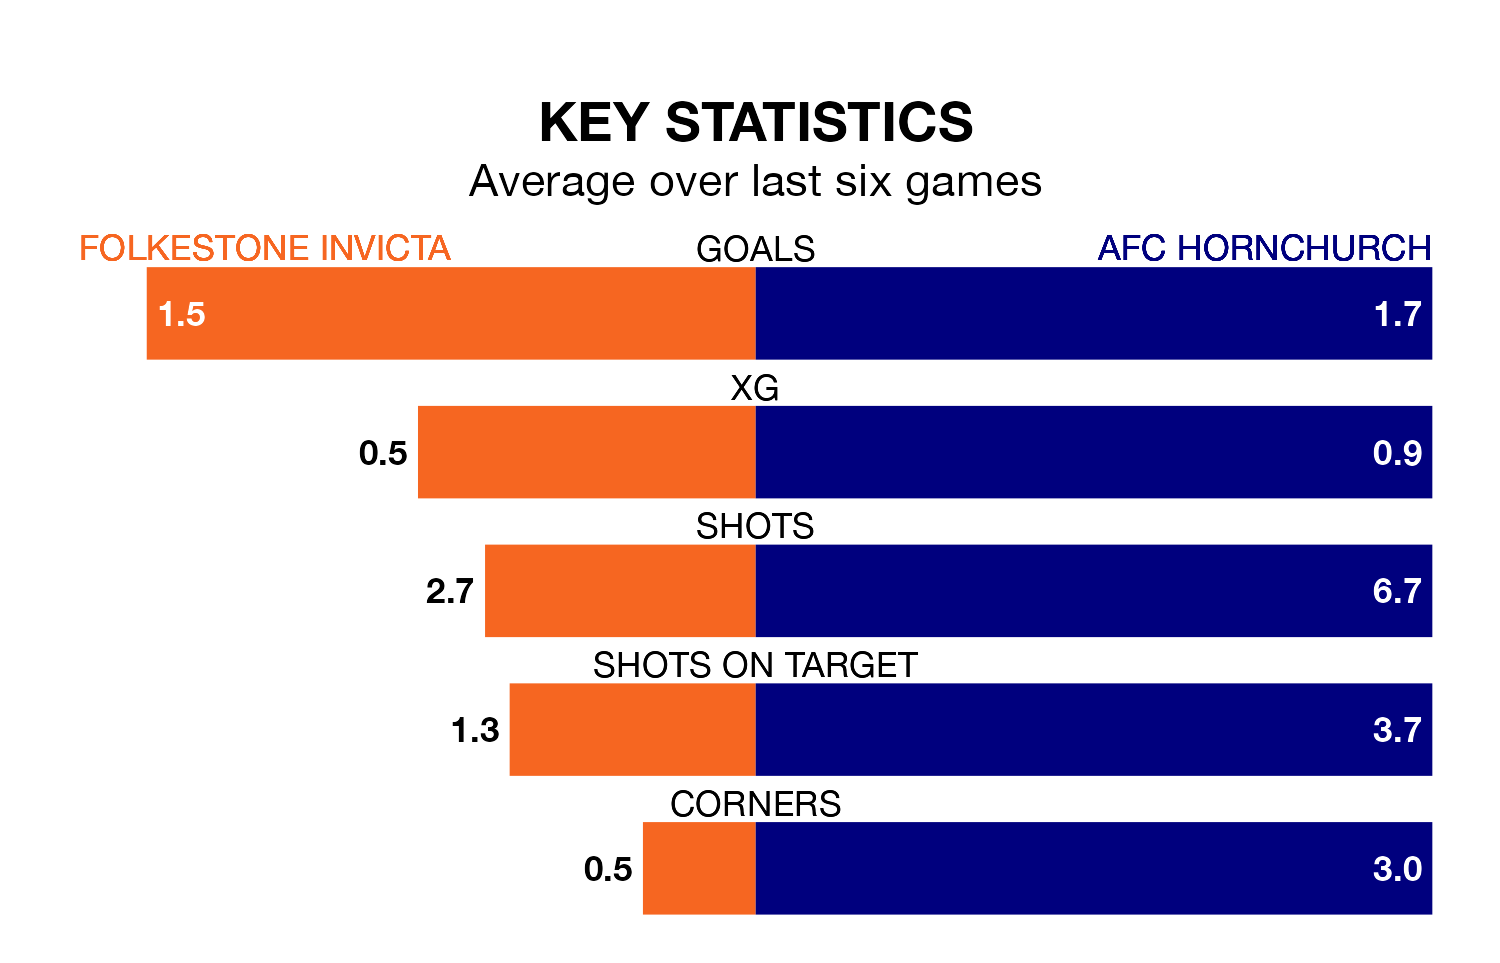 KEY STATISTICS
Average over last six games
FOLKESTONE INVICTA GOALS AFC HORNCHURCH
1.5 1.7
XG
0.5 0.9
SHOTS
2.7 6.7
SHOTS ON TARGET
1.3 3.7
CORNERS
0.5 3.0